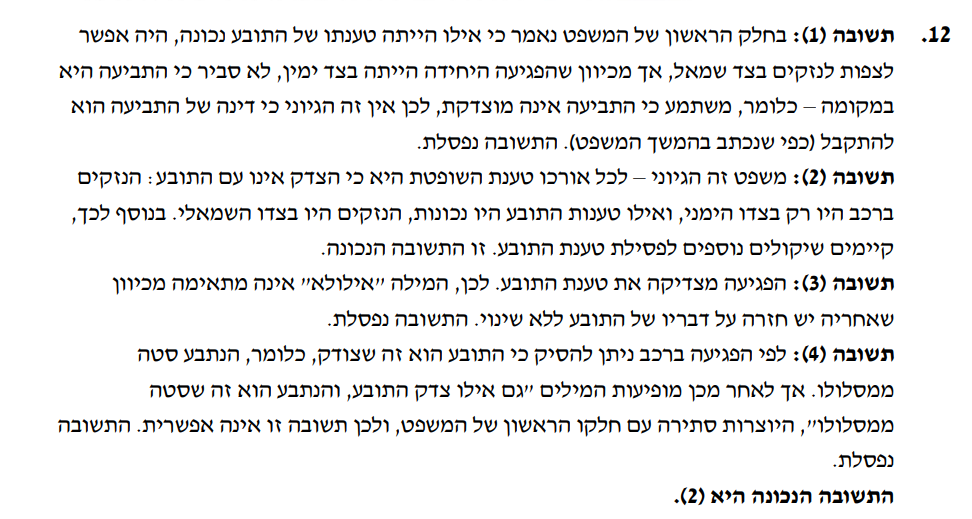 12. תשובה (1): בחלק הראשון של המשפט נאמר כי אילו הייתה טענתו של התובע נכונה, היה אפשר
לצפות לנזקים בצד שמאל, אך מכיוון שהפגיעה היחידה הייתה בצד ימין, לא סביר כי התביעה היא
במקומה – כלומר, משתמע כי התביעה אינה מוצדקת, לכן אין זה הגיוני כי דינה של התביעה הוא
להתקבל (כפי שנכתב בהמשך המשפט). התשובה נפסלת.
תשובה (2): משפט זה הגיוני – לכל אורכו טענת השופטת היא כי הצדק אינו עם התובע: הנזקים
ברכב היו רק בצדו הימני, ואילו טענות התובע היו נכונות, הנזקים היו בצדו השמאלי. בנוסף לכך,
קיימים שיקולים נוספים לפסילת טענת התובע. זו התשובה הנכונה.
תשובה (3): הפגיעה מצדיקה את טענת התובע. לכן, המילה "אילולא" אינה מתאימה מכיוון
שאחריה יש חזרה על דבריו של התובע ללא שינוי. התשובה נפסלת.
תשובה (4): לפי הפגיעה ברכב ניתן להסיק כי התובע הוא זה שצודק, כלומר, הנתבע סטה
ממסלולו. אך לאחר מכן מופיעות המילים "גם אילו צדק התובע, והנתבע הוא זה שסטה
ממסלולו", היוצרות סתירה עם חלקו הראשון של המשפט, ולכן תשובה זו אינה אפשרית. התשובה
נפסלת.
התשובה הנכונה היא (2).